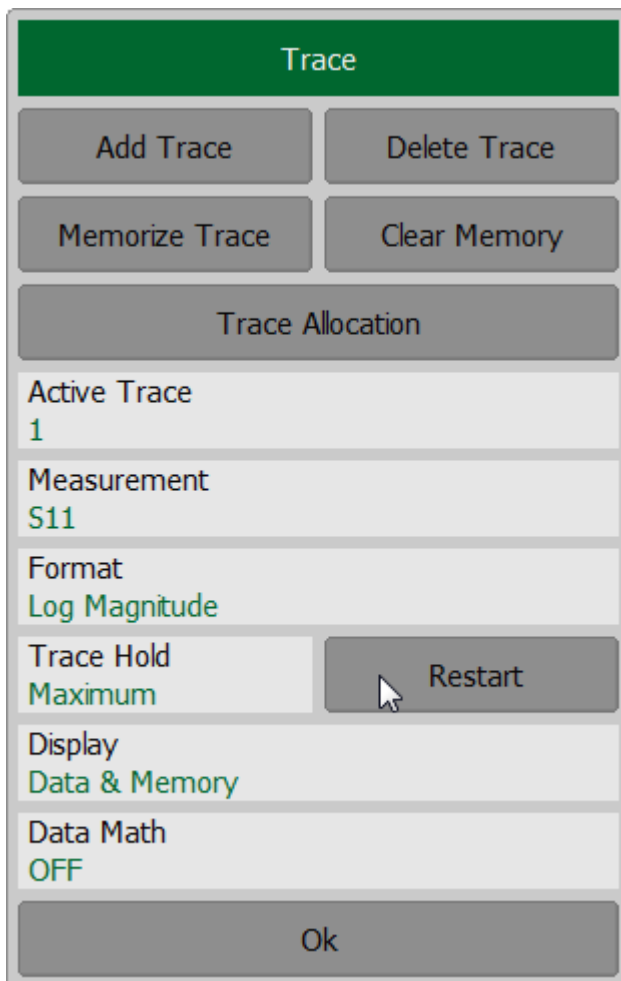 Trace
Add Trace
Delete Trace
Memorize Trace
Clear Memory
Trace Allocation
Active Trace
1
Measurement
S11
Format
Log Magnitude
Trace Hold
Maximum
Restart
Display
Data & Memory
Data Math
OFF
Ok